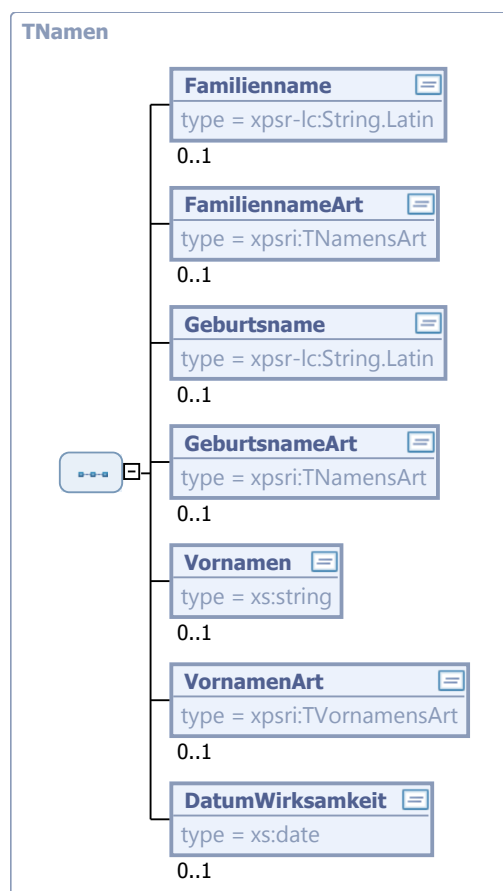 TNamen
Familienname
type = xpsr-lc:String.Latin
0..1
FamiliennameArt
type = xpsri:TNamensArt
0..1
Geburtsname
type = xpsr-lc:String.Latin
0..1
GeburtsnameArt
type = xpsri:TNamensArt
0..1
Vornamen
type = xs:string
0..1
VornamenArt
type = xpsri:TVornamensArt
0..1
DatumWirksamkeit
type = xs:date
0..1